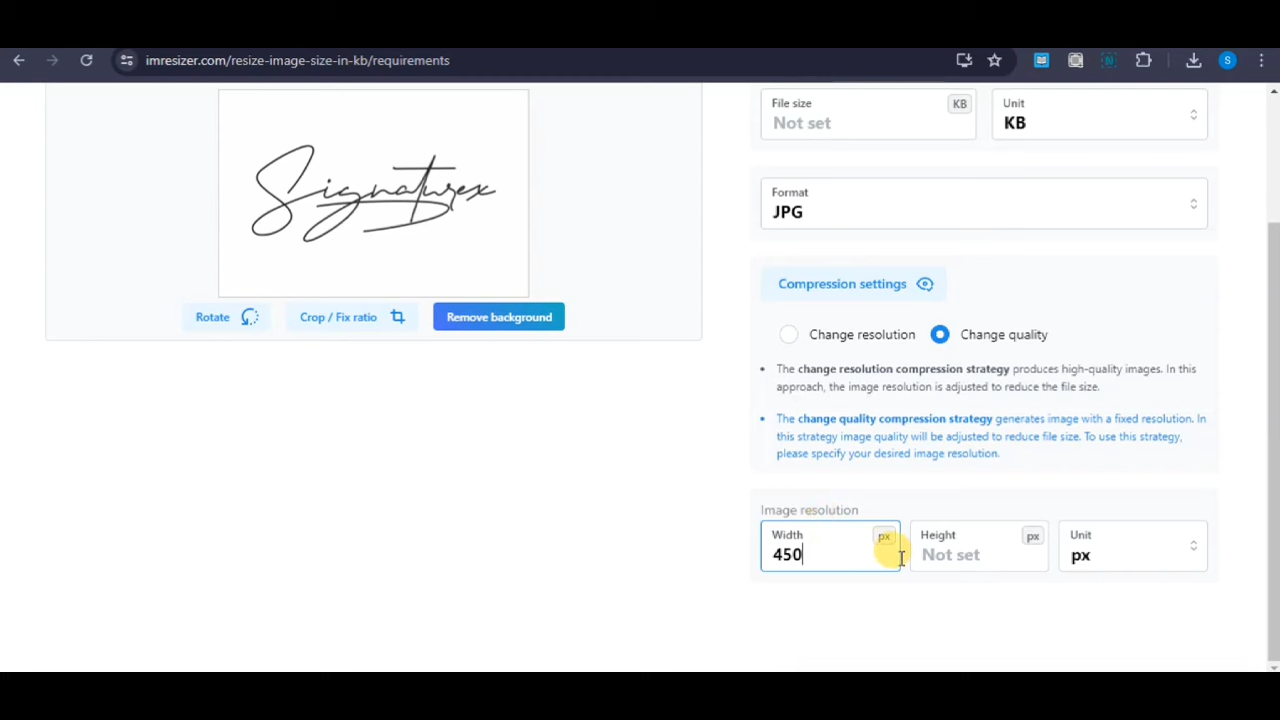 imresizer.com/resize-image-size-in-kb/requirements
S
Signaturex
Rotate
Crop / Fix ratio
Remove background
File size
KB
Not set
Unit
KB
Format
JPG
Compression settings
Change resolution
Change quality
• The change resolution compression strategy produces high-quality images. In this
approach, the image resolution is adjusted to reduce the file size.
• The change quality compression strategy generates image with a fixed resolution. In
this strategy image quality will be adjusted to reduce file size. To use this strategy,
please specify your desired image resolution.
Image resolution
Width
px
450
Height
px
Not set
Unit
px